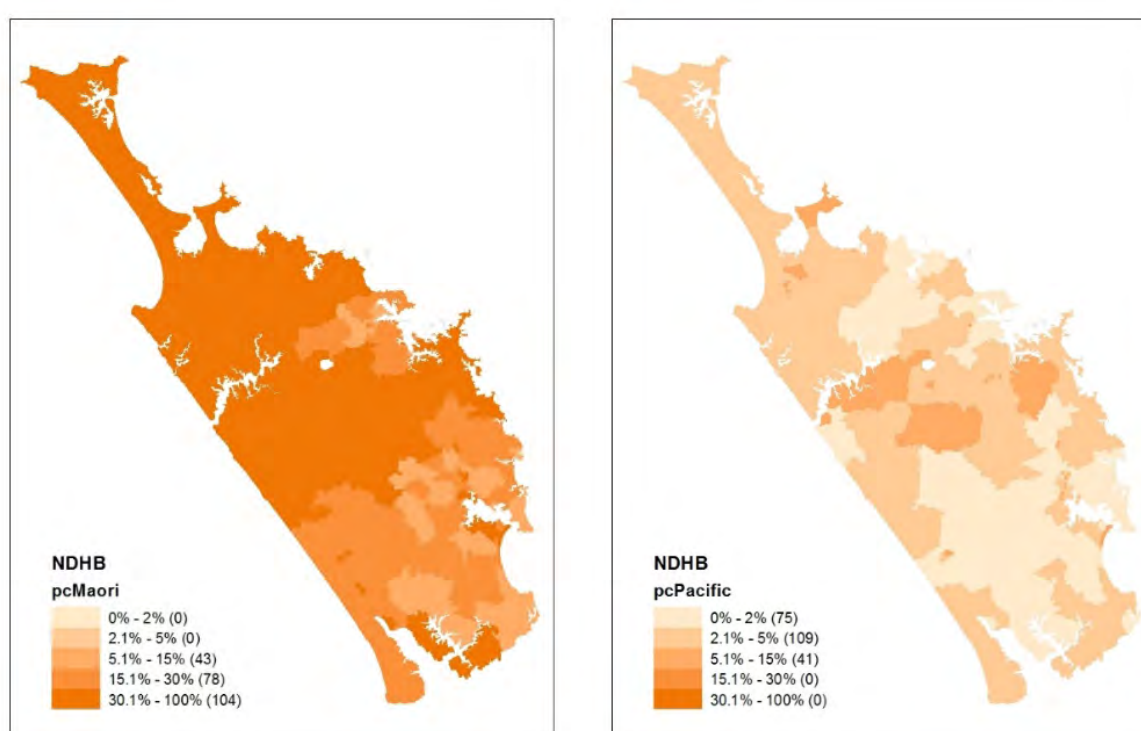 NDHB
pcMaori
0% - 2% (0)
2.1% - 5% (0)
5.1% - 15% (43)
15.1% - 30% (78)
30.1% - 100% (104)
NDHB
pcPacific
0% - 2% (75)
2.1% - 5% (109)
5.1% - 15% (41)
15.1% - 30% (0)
30.1% - 100% (0)